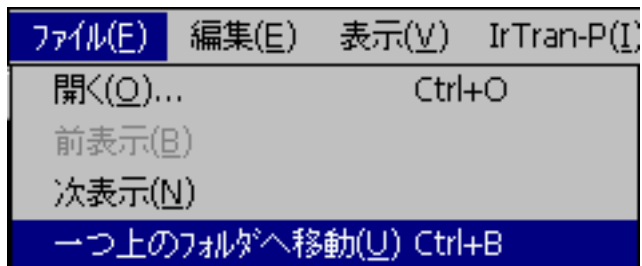 ﾌｧｲﾙ(F) 編集(E) 表示(V) IrTran-P(I)
開く(O)... Ctrl+O
前表示(B)
次表示(N)
一つ上のﾌｫﾙﾀﾞへ移動(U) Ctrl+B